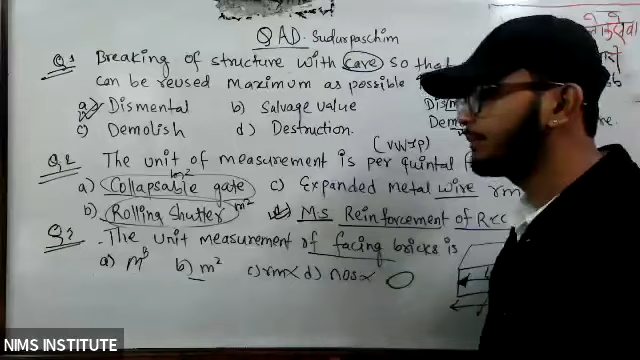 QAD. Sudurpaschim
Q1 Breaking of structure with care so that
can be reused maximum as possible
a) Dismental b) Salvage value
c) Demolish d) Destruction.
(vvvip)
Q2 The unit of measurement is per quintal
m2
a) Collapsable gate c) Expanded metal wire rm
b) Rolling Shutter m2 d) M.S Reinforcement of Rcc
Q3 - The unit measurement of facing bricks is
a) m3 b) m2 c) rm x d) nos x
NIMS INSTITUTE